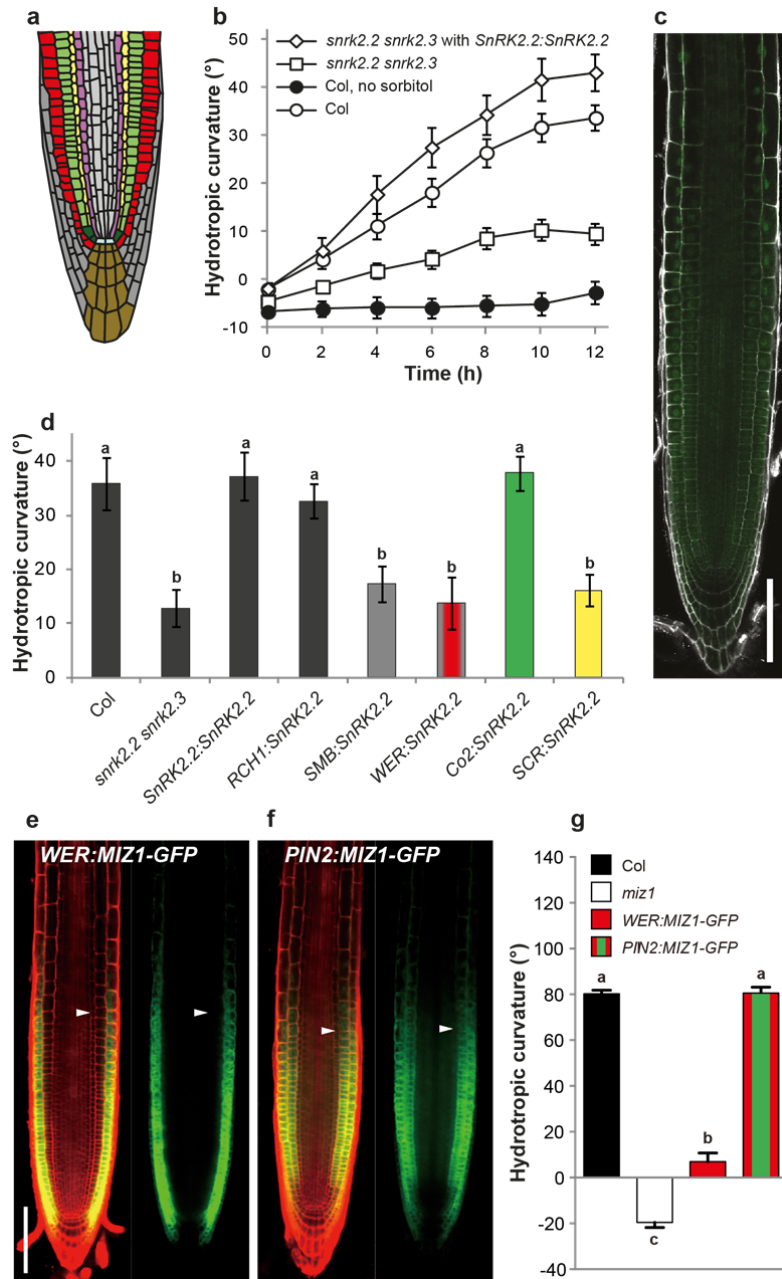 a
b
snrk2.2 snrk2.3 with SnRK2.2:SnRK2.2
snrk2.2 snrk2.3
Col, no sorbitol
Col
Hydrotropic curvature (°)
50
40
30
20
10
0
-10
0 2 4 6 8 10 12
Time (h)
c
d
Hydrotropic curvature (°)
40
30
20
10
0
a b a a b b a b
Col
snrk2.2 snrk2.3
SnRK2.2:SnRK2.2
RCH1:SnRK2.2
SMB:SnRK2.2
WER:SnRK2.2
Co2:SnRK2.2
SCR:SnRK2.2
e
WER:MIZ1-GFP
f
PIN2:MIZ1-GFP
g
Hydrotropic curvature (°)
140
120
100
80
60
40
20
0
-20
-40
Col
miz1
WER:MIZ1-GFP
PIN2:MIZ1-GFP
a
c
b
a